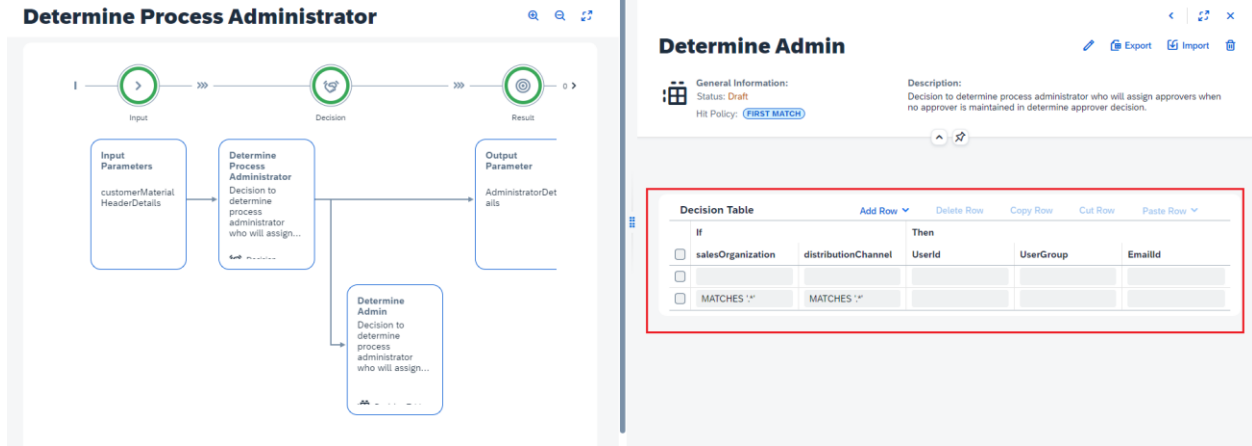 Determine Process Administrator
Input
Decision
Result
0
Input
Parameters
customerMaterial
HeaderDetails
Determine
Process
Administrator
Decision to
determine
process
administrator
who will assign...
Output
Parameter
AdministratorDet
ails
Determine
Admin
Decision to
determine
process
administrator
who will assign...
Determine Admin
Export
Import
General Information:
Status: Draft
Hit Policy: FIRST MATCH
Description:
Decision to determine process administrator who will assign approvers when
no approver is maintained in determine approver decision.
Decision Table
Add Row
Delete Row
Copy Row
Cut Row
Paste Row
If
Then
salesOrganization
distributionChannel
UserId
UserGroup
EmailId
MATCHES '.*'
MATCHES '.*'